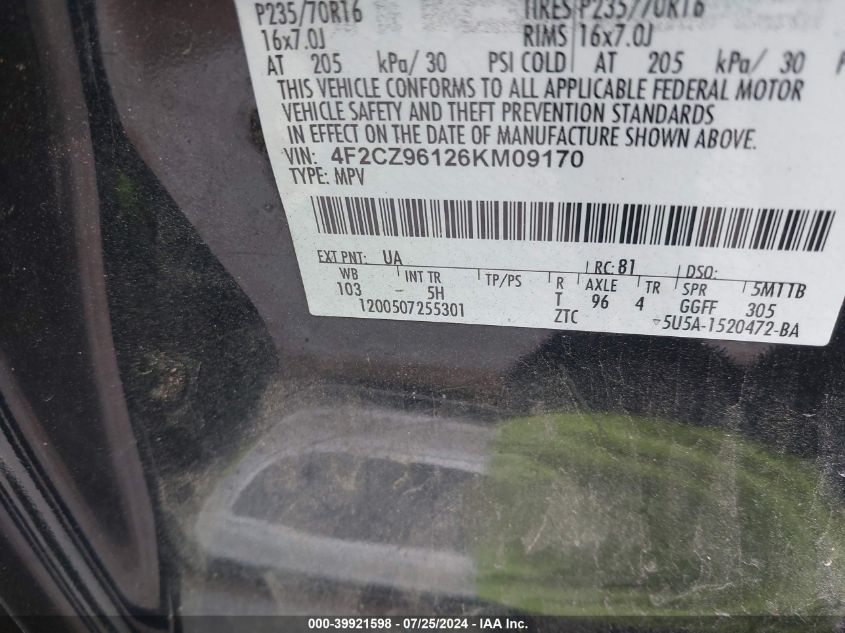 P235/70R16 TIRES P235/70R16
16x7.0J RIMS 16x7.0J
AT 205 kPa/ 30 PSI COLD AT 205 kPa/ 30
THIS VEHICLE CONFORMS TO ALL APPLICABLE FEDERAL MOTOR
VEHICLE SAFETY AND THEFT PREVENTION STANDARDS
IN EFFECT ON THE DATE OF MANUFACTURE SHOWN ABOVE.
VIN: 4F2CZ96126KM09170
TYPE: MPV
EXT PNT: UA RC: 81 DSO:
WB INT TR TP/PS R AXLE TR SPR 5M11B
103 - 5H T 96 4 GGFF 305
1200507255301 ZTC ▽5U5A-1520472-BA
000-39921598 / 07/25/2024 - IAA Inc.